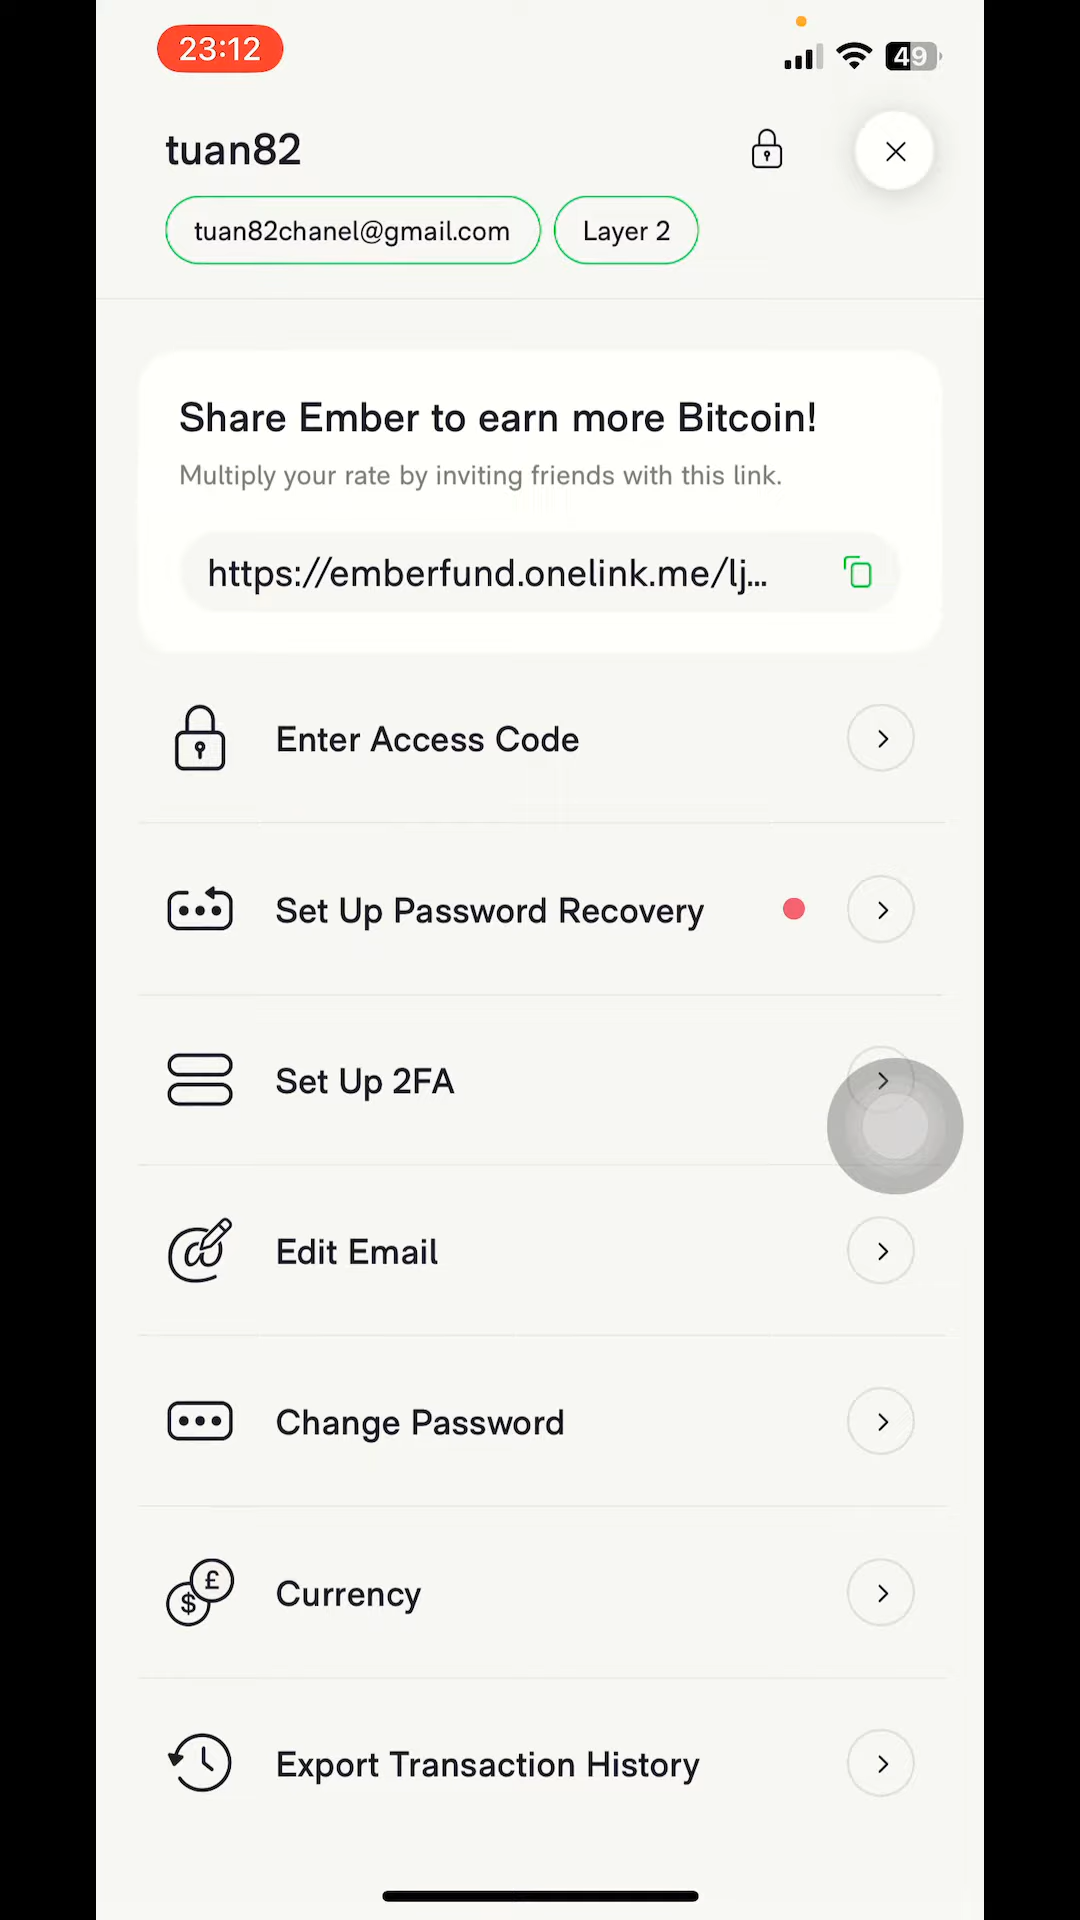 23:12
49
tuan82
tuan82chanel@gmail.com
Layer 2
Share Ember to earn more Bitcoin!
Multiply your rate by inviting friends with this link.
https://emberfund.onelink.me/lj...
Enter Access Code
Set Up Password Recovery
Set Up 2FA
Edit Email
Change Password
£
$
Currency
Export Transaction History